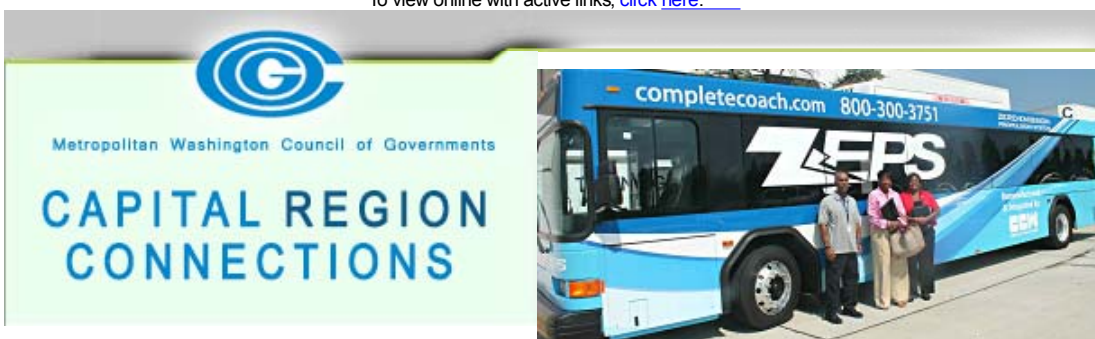 To view online with active links, click here.
Metropolitan Washington Council of Governments
CAPITAL REGION
CONNECTIONS
completecoach.com 800-300-3751
ZEPS
C
CCW